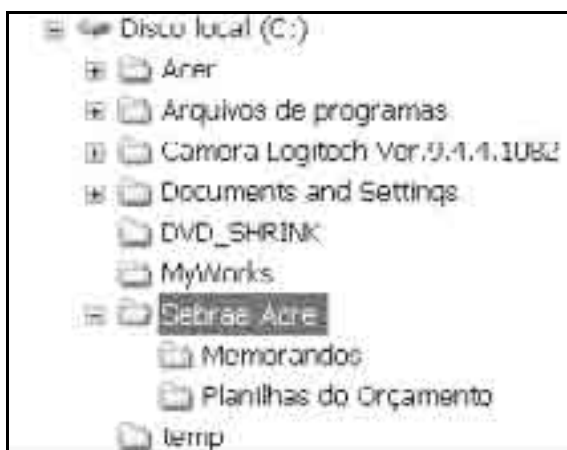 Disco local (C:)
Acer
Arquivos de programas
Camera Logitech Ver.9.4.4.1082
Documents and Settings
DVD_SHRINK
MyWorks
Sebrae Acre
Memorandos
Planilhas do Orçamento
temp